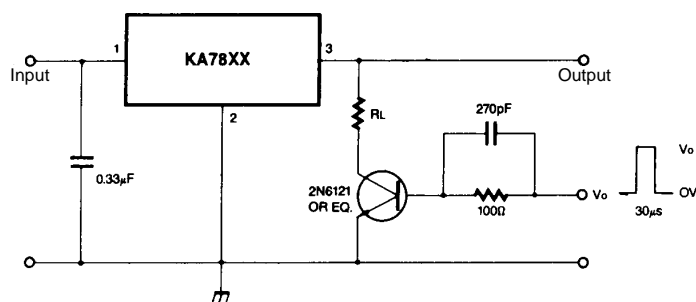 1
KA78XX
3
Input
Output
2
RL
270pF
0.33μF
2N6121
OR EQ.
100Ω
Vo
Vo
OV
30μs